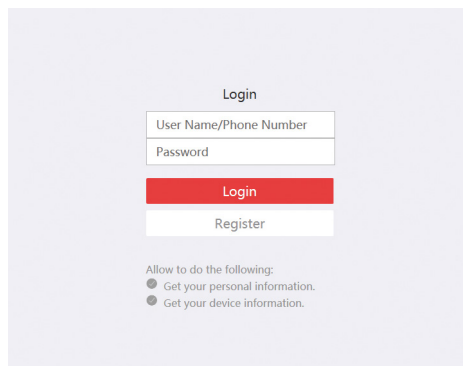 Login
User Name/Phone Number
Password
Login
Register
Allow to do the following:
Get your personal information.
Get your device information.